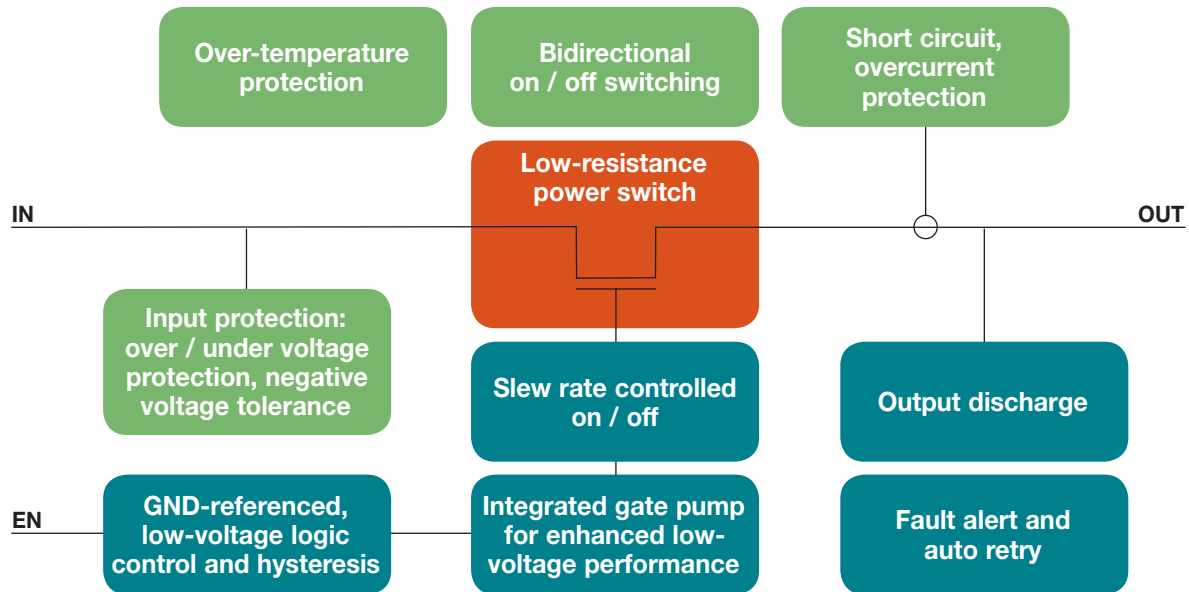 Over-temperature
protection
Bidirectional
on / off switching
Short circuit,
overcurrent
protection
Low-resistance
power switch
IN
OUT
Input protection:
over / under voltage
protection, negative
voltage tolerance
Slew rate controlled
on / off
Output discharge
EN
GND-referenced,
low-voltage logic
control and hysteresis
Integrated gate pump
for enhanced low-
voltage performance
Fault alert and
auto retry